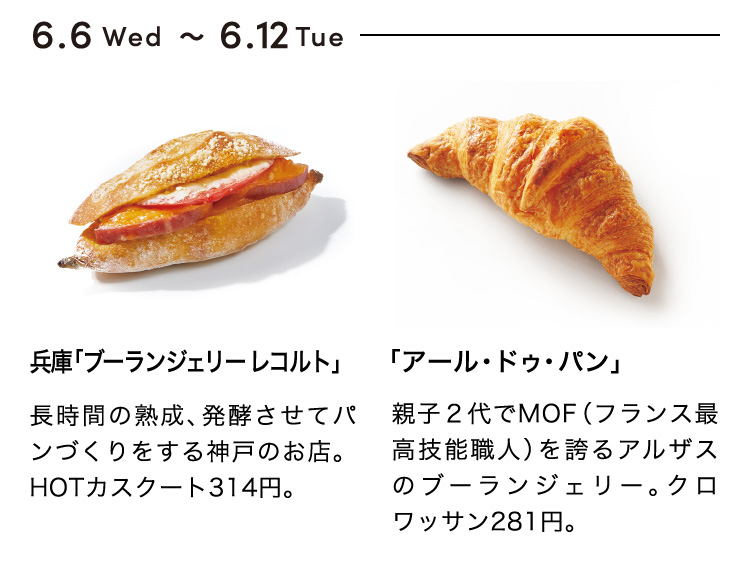 6.6 Wed ～ 6.12 Tue
兵庫「ブーランジェリー レコルト」
長時間の熟成、発酵させてパ
ンづくりをする神戸のお店。
HOTカスクート314円。
「アール・ドゥ・パン」
親子２代でMOF（フランス最
高技能職人）を誇るアルザス
のブーランジェリー。クロ
ワッサン281円。